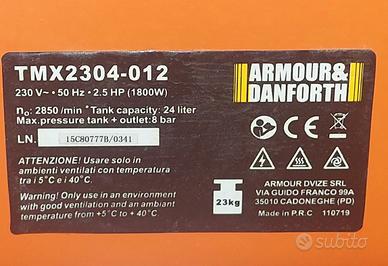 TMX2304-012
230 V~ • 50 Hz • 2.5 HP (1800W)
n₀: 2850 /min • Tank capacity: 24 liter
Max.pressure tank + outlet:8 bar
LN. 15C80777B/0341
ARMOUR&
DANFORTH
CE
ATTENZIONE! Usare solo in
ambienti ventilati con temperatura
tra i 5°C e i 40°C.
Warning! Only use in an environment
with good ventilation and an ambient
temperature from +5°C to + 40°C
23kg
ARMOUR DVIZE SRL
VIA GUIDO FRANCO 99A
35010 CADONEGHE (PD)
Made in P.R.C 110719
subito